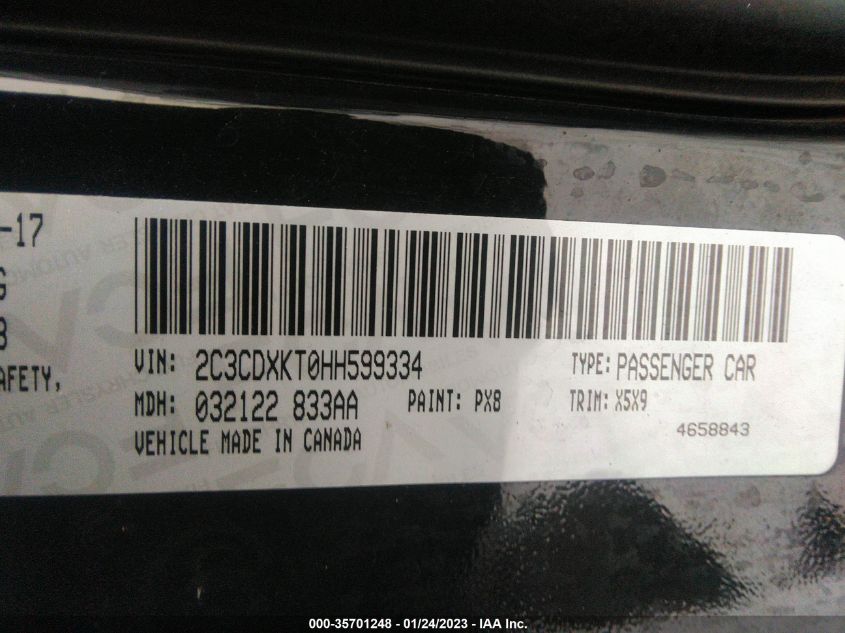 -17
G
8
AFETY,
VIN: 2C3CDXKT0HH599334 TYPE: PASSENGER CAR
MDH: 032122 833AA PAINT: PX8 TRIM: X5X9
VEHICLE MADE IN CANADA 4658843
000-35701248 - 01/24/2023 - IAA Inc.